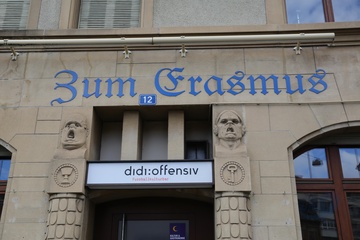 Zum Erasmus
12
didi:offensiv